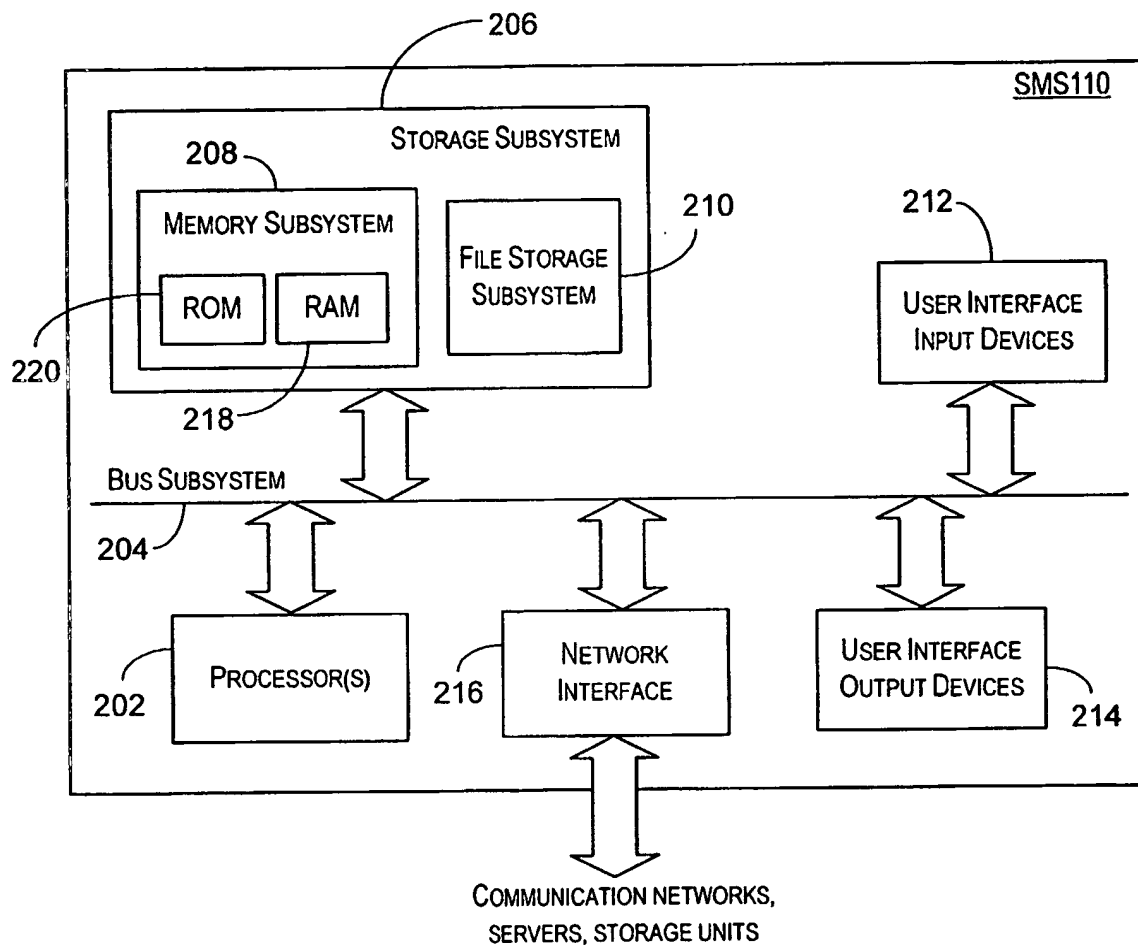 206
SMS110
STORAGE SUBSYSTEM
208
MEMORY SUBSYSTEM
ROM
RAM
220
218
FILE STORAGE
SUBSYSTEM
210
212
USER INTERFACE
INPUT DEVICES
BUS SUBSYSTEM
204
PROCESSOR(S)
202
NETWORK
INTERFACE
216
USER INTERFACE
OUTPUT DEVICES
214
COMMUNICATION NETWORKS,
SERVERS, STORAGE UNITS